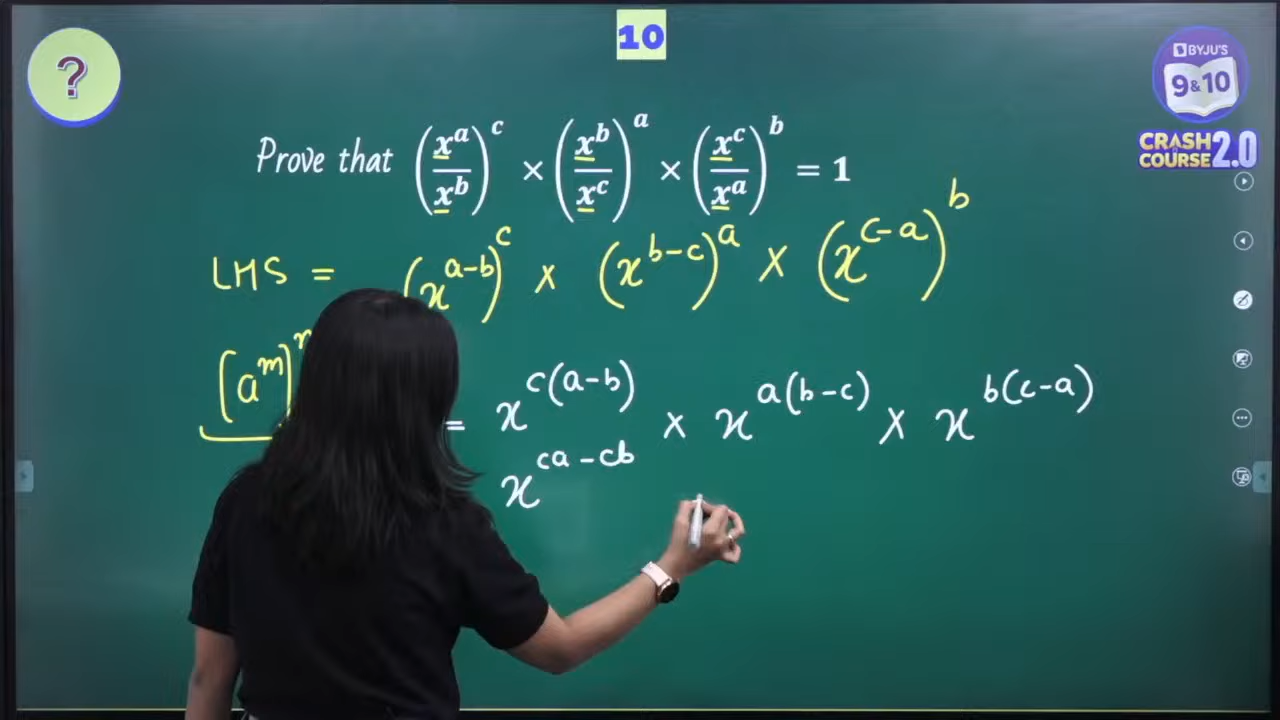 10
?
BYJU'S
9&10
CRASH COURSE 2.0
Prove that (x^a/x^b)^c × (x^b/x^c)^a × (x^c/x^a)^b = 1
LHS = (x^{a-b})^c × (x^{b-c})^a × (x^{c-a})^b
(a^m)
= x^{c(a-b)} × x^{a(b-c)} × x^{b(c-a)}
x^{ca-cb}